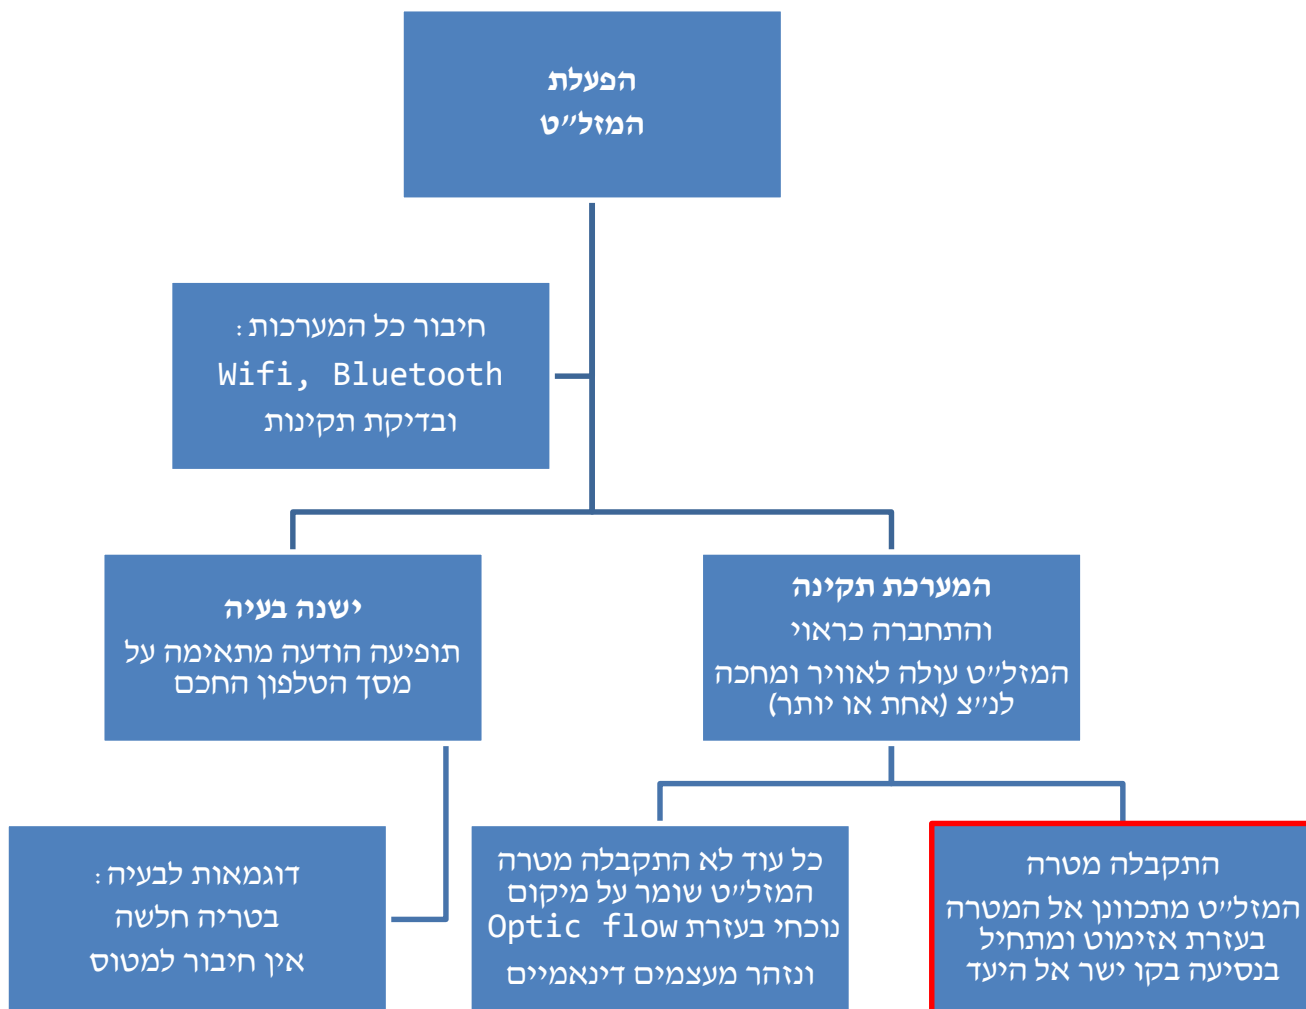 הפעלת
המזל״ט
חיבור כל המערכות:
Wifi, Bluetooth
ובדיקת תקינות
המערכת תקינה
והתחברה כראוי
המזל״ט עולה לאוויר ומחכה
לנ״צ (אחת או יותר)
ישנה בעיה
תופיעה הודעה מתאימה על
מסך הטלפון החכם
התקבלה מטרה
המזל״ט מתכוונן אל המטרה
בעזרת אזימוט ומתחיל
בנסיעה בקו ישר אל היעד
כל עוד לא התקבלה מטרה
המזל״ט שומר על מיקום
נוכחי בעזרת Optic flow
ונזהר מעצמים דינאמיים
דוגמאות לבעיה:
בטריה חלשה
אין חיבור למטוס